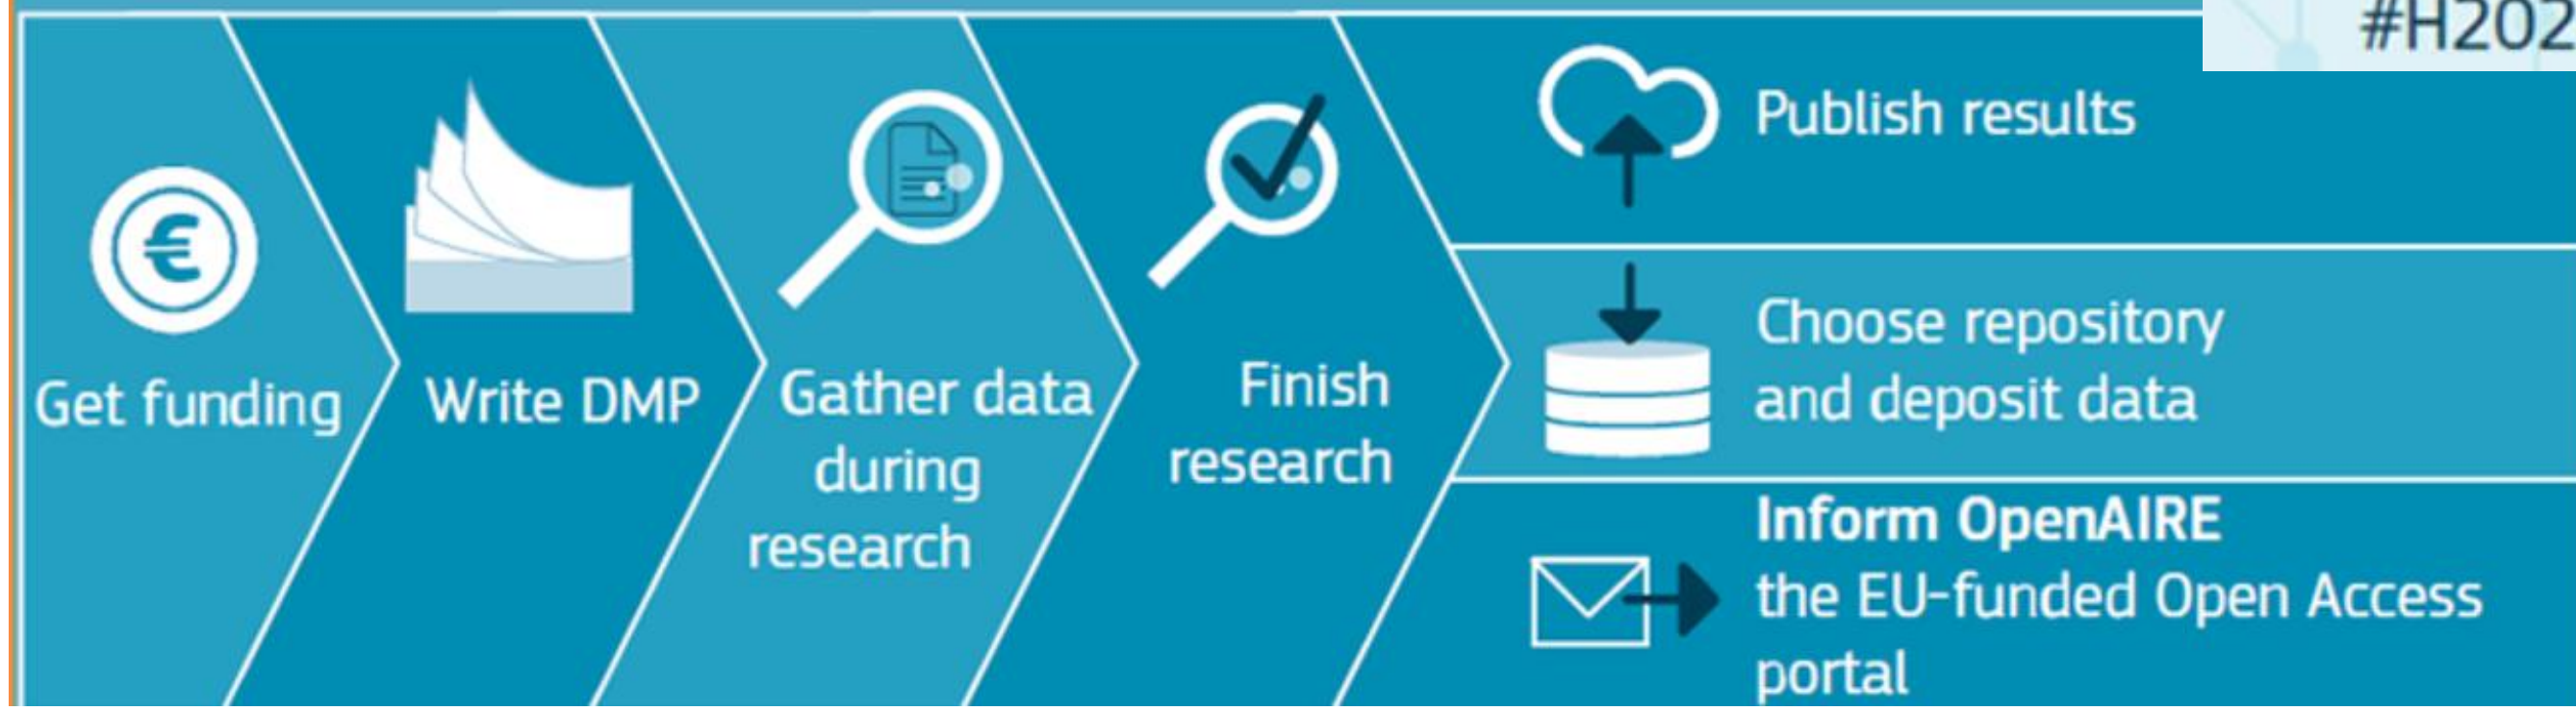 #H202
Get funding
Write DMP
Gather data
during
research
Finish
research
Publish results
Choose repository
and deposit data
Inform OpenAIRE
the EU-funded Open Access
portal